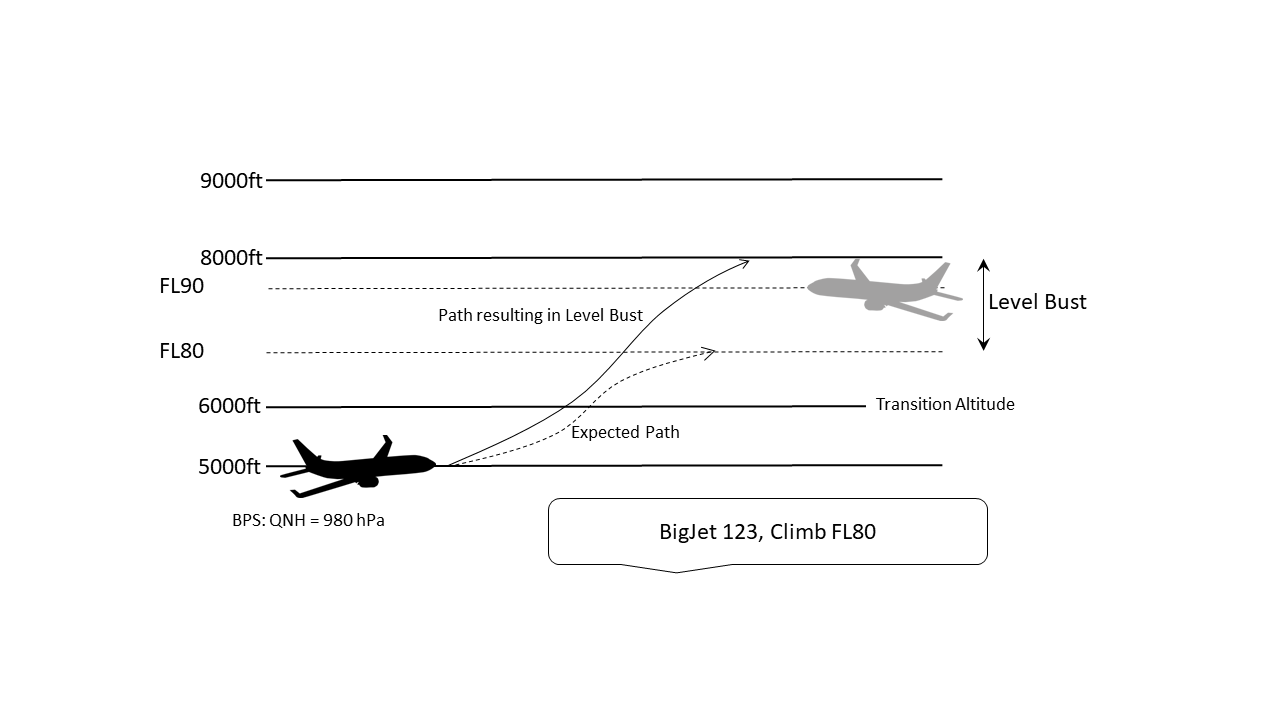 9000ft
8000ft
FL90
Level Bust
Path resulting in Level Bust
FL80
6000ft
Transition Altitude
Expected Path
5000ft
BPS: QNH = 980 hPa
BigJet 123, Climb FL80